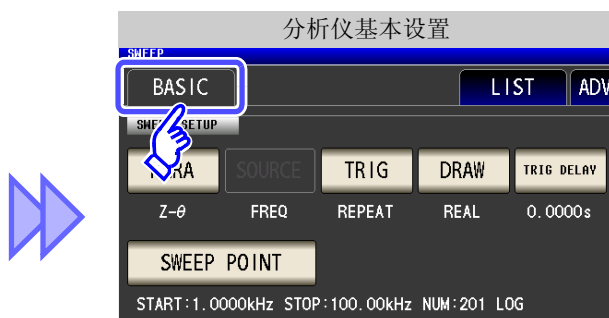 分析仪基本设置
SWEEP
BASIC LIST ADV
SETUP
SOURCE TRIG DRAW TRIG DELAY
Z-θ FREQ REPEAT REAL 0.0000s
SWEEP POINT
START:1.0000kHz STOP:100.00kHz NUM:201 LOG